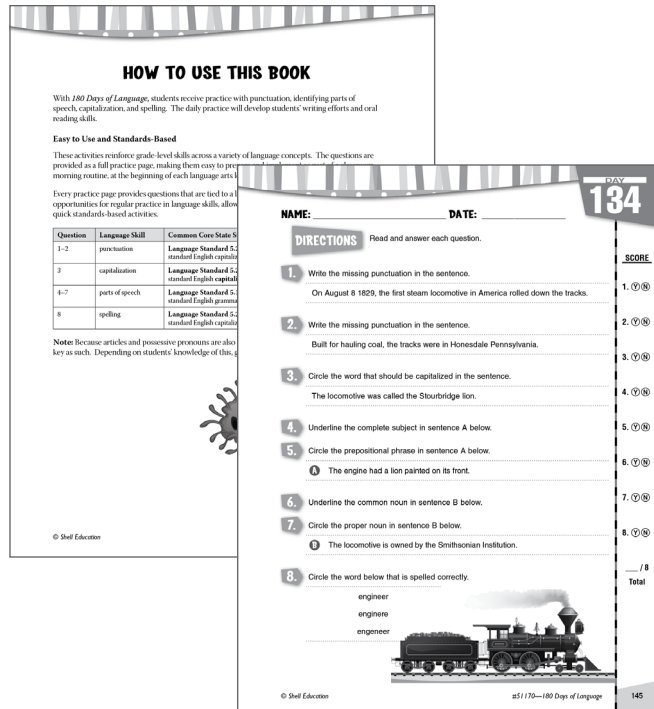 HOW TO USE THIS BOOK
With 180 Days of Language, students receive practice with punctuation, identifying parts of
speech, capitalization, and spelling. The daily practice will develop students' writing efforts and oral
reading skills.
Easy to Use and Standards-Based
These activities reinforce grade-level skills across a variety of language concepts. The questions are
provided as a full practice page, making them easy to
morning routine, at the beginning of each language arts
Every practice page provides questions that are tied to a
opportunities for regular practice in language skills,
quick standards-based activities.
Question Language Skill Common Core State
1–2 punctuation Language Standard
standard English
3 capitalization Language Standard
standard English
4–7 parts of speech Language Standard
standard English
8 spelling Language Standard
standard English
Note: Because articles and possessive pronouns are also
key as such. Depending on students' knowledge of this,
© Shell Education
DAY
134
NAME: DATE:
DIRECTIONS Read and answer each question.
SCORE
1. Write the missing punctuation in the sentence.
On August 8 1829, the first steam locomotive in America rolled down the tracks.
1. Y N
2. Write the missing punctuation in the sentence.
2. Y N
Built for hauling coal, the tracks were in Honesdale Pennsylvania.
3. Y N
3. Circle the word that should be capitalized in the sentence.
The locomotive was called the Stourbridge lion.
4. Y N
4. Underline the complete subject in sentence A below.
5. Y N
5. Circle the prepositional phrase in sentence A below.
A The engine had a lion painted on its front.
6. Y N
6. Underline the common noun in sentence B below.
7. Y N
7. Circle the proper noun in sentence B below.
8. Y N
B The locomotive is owned by the Smithsonian Institution.
8. Circle the word below that is spelled correctly.
___ / 8
Total
engineer
enginere
engeneer
© Shell Education #51170—180 Days of Language 145